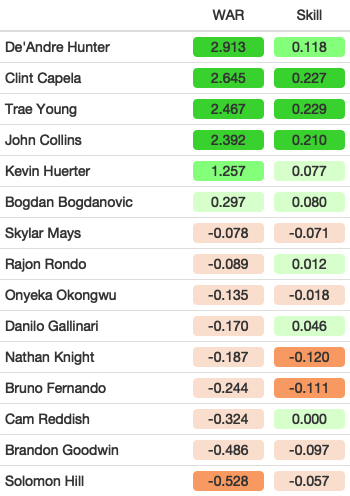 WAR Skill
De'Andre Hunter 2.913 0.118
Clint Capela 2.645 0.227
Trae Young 2.467 0.229
John Collins 2.392 0.210
Kevin Huerter 1.257 0.077
Bogdan Bogdanovic 0.297 0.080
Skylar Mays -0.078 -0.071
Rajon Rondo -0.089 0.012
Onyeka Okongwu -0.135 -0.018
Danilo Gallinari -0.170 0.046
Nathan Knight -0.187 -0.120
Bruno Fernando -0.244 -0.111
Cam Reddish -0.324 0.000
Brandon Goodwin -0.486 -0.097
Solomon Hill -0.528 -0.057